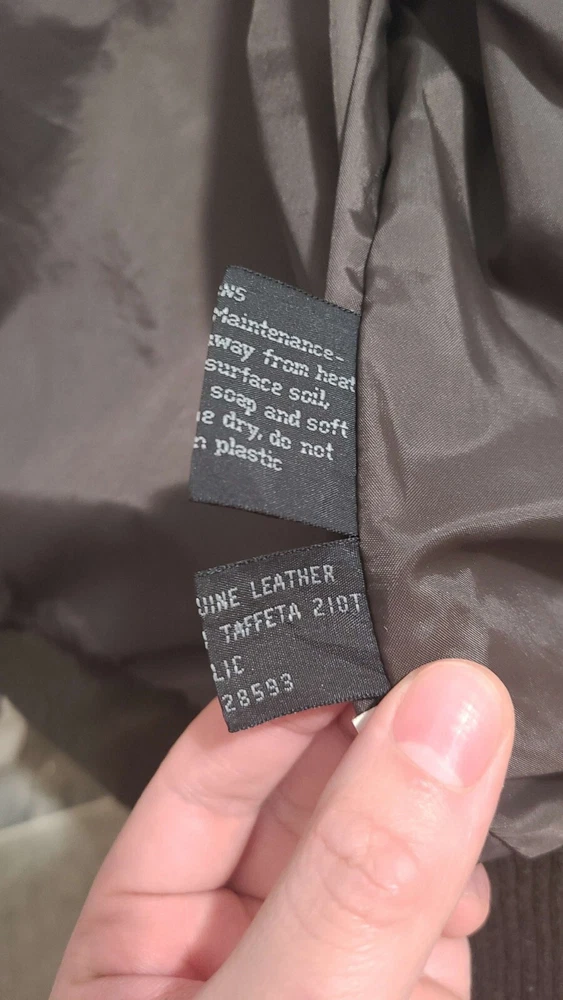 NS
Maintenance-
way from heat
surface soil,
soap and soft
e dry, do not
n plastic
UINE LEATHER
TAFFETA 210T
LIC
28593